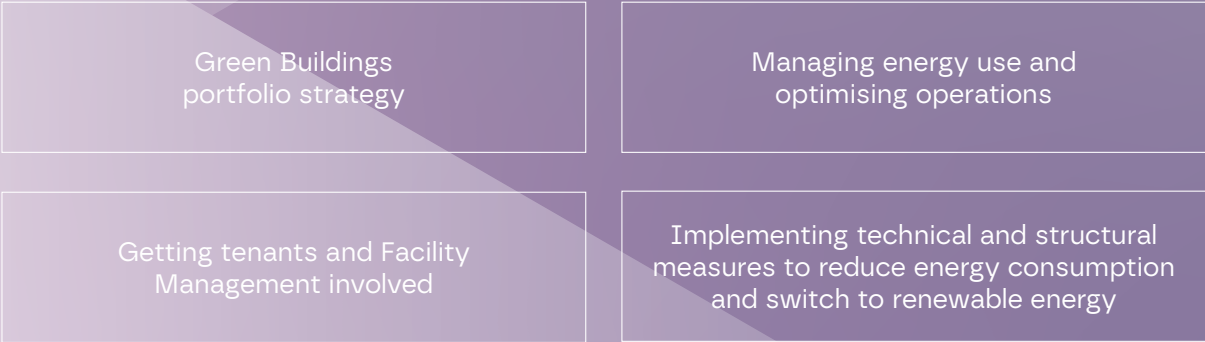 Green Buildings
portfolio strategy
Managing energy use and
optimising operations
Getting tenants and Facility
Management involved
Implementing technical and structural
measures to reduce energy consumption
and switch to renewable energy